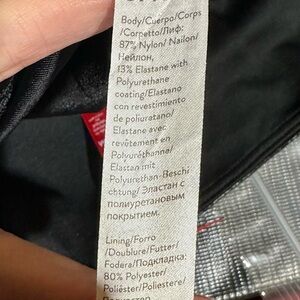 Body/Cuerpo/Corps
/Corpetto/Лиф:
87% Nylon/ Nailon/
Нейлон,
13% Elastane with
Polyurethane
coating/Elastano
con revestimiento
de poliuretano/
Elastane avec
revêtement en
Polyuréthanne/
Elastan mit
Polyurethan-Beschi
chtung/ Эластан с
полиуретановым
покрытием.
Lining/Forro
/Doublure/Futter/
Fodera/Подкладка:
80% Polyester/
Poliéster/Poliestere/